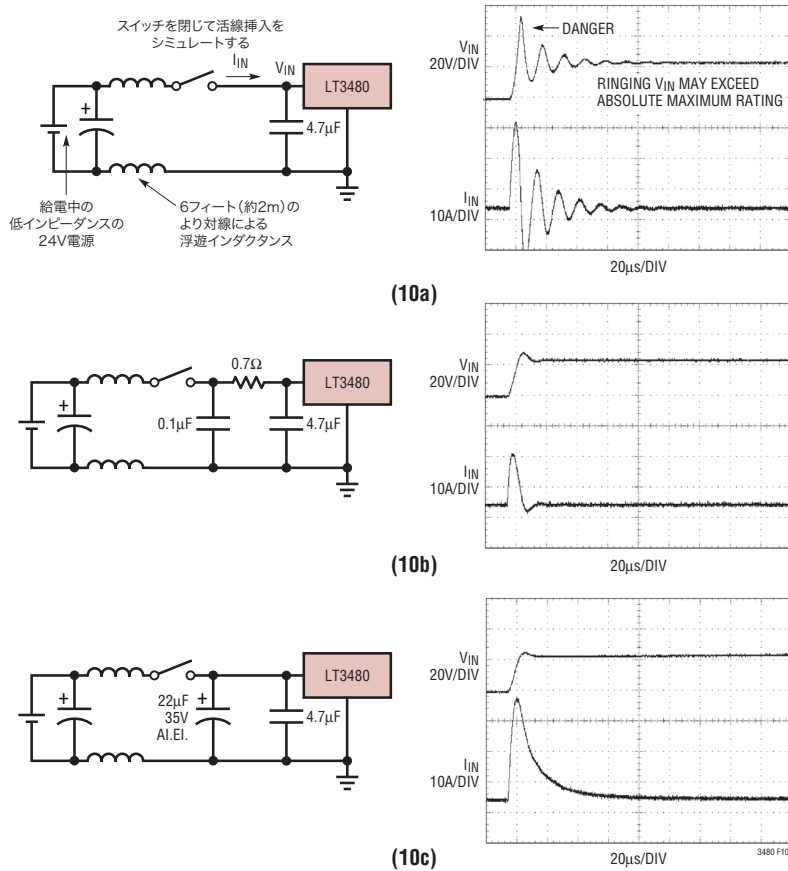 スイッチを閉じて活線挿入を
シミュレートする
IIN
VIN
LT3480
+
4.7µF
給電中の
低インピーダンスの
24V電源
6フィート（約2m）の
より対線による
浮遊インダクタンス
VIN
20V/DIV
DANGER
RINGING VIN MAY EXCEED
ABSOLUTE MAXIMUM RATING
IIN
10A/DIV
20µs/DIV
(10a)
0.7Ω
LT3480
+
0.1µF
4.7µF
VIN
20V/DIV
IIN
10A/DIV
20µs/DIV
(10b)
LT3480
+
22µF
35V
AI.EI.
+
4.7µF
VIN
20V/DIV
IIN
10A/DIV
20µs/DIV
3480 F10
(10c)